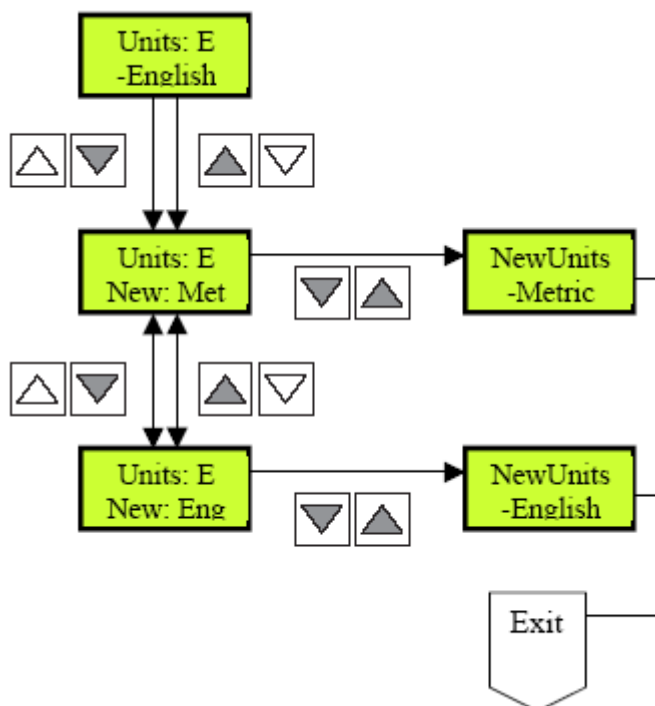 Units: E
-English
Units: E
New: Met
NewUnits
-Metric
Units: E
New: Eng
NewUnits
-English
Exit